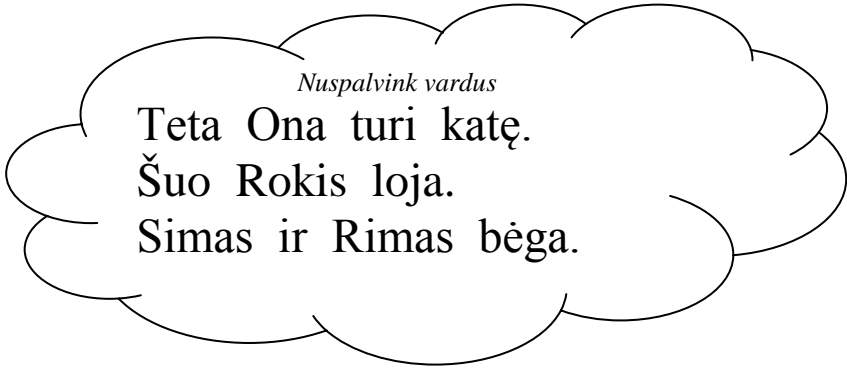 Nuspalvink vardus
Teta Ona turi katę.
Šuo Rokis loja.
Simas ir Rimas bėga.